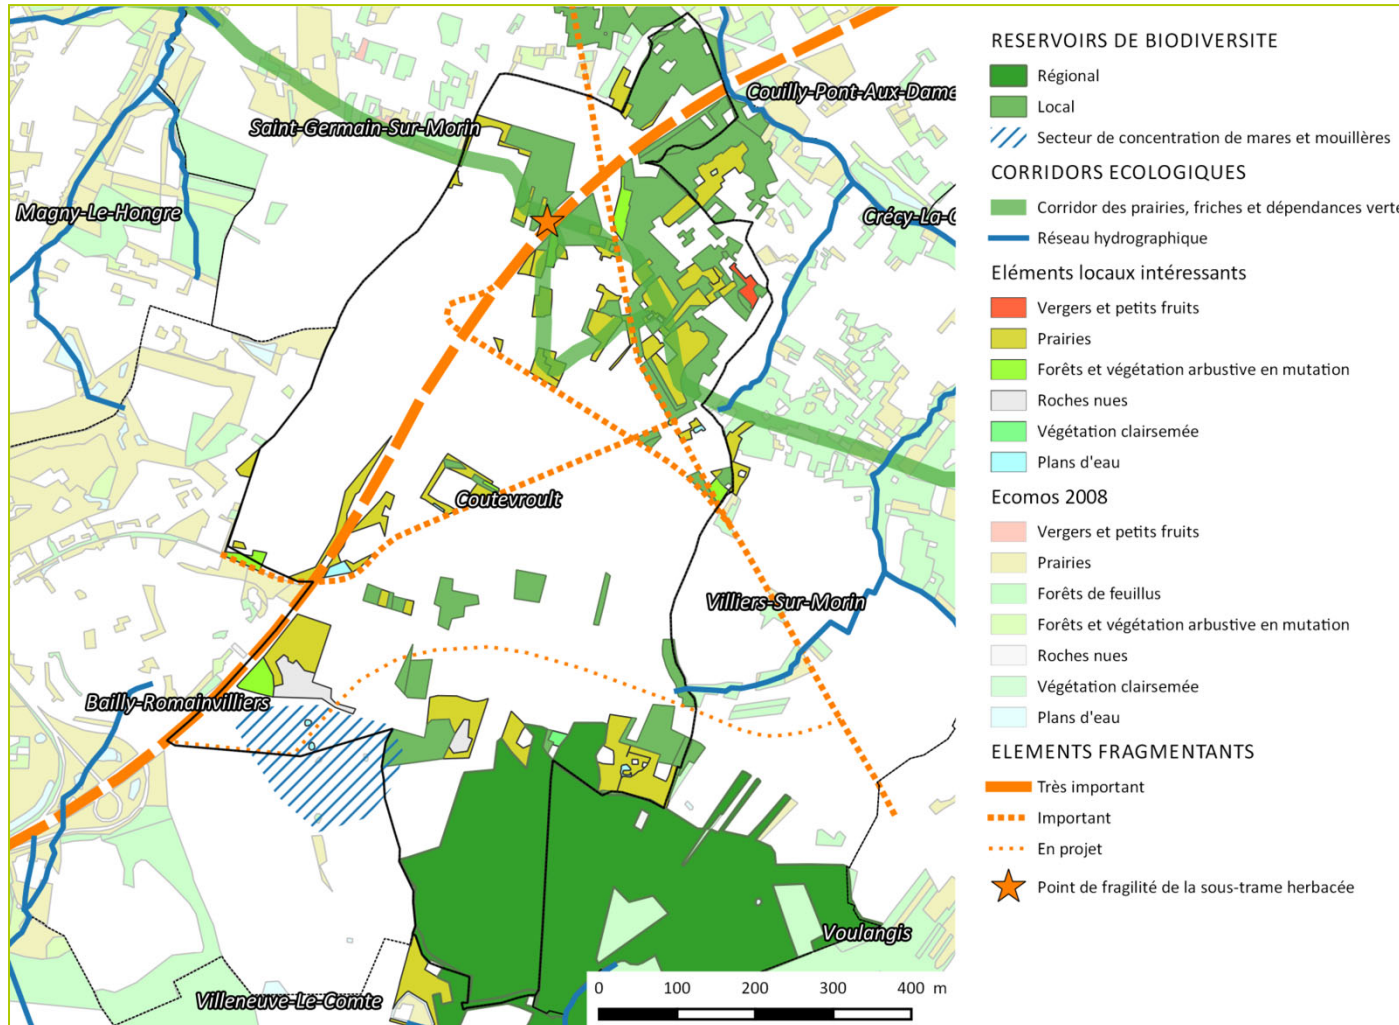 Couilly-Pont-Aux-Dame
Saint-Germain-Sur-Morin
Magny-Le-Hongre
Crécy-La-C
Coutevroult
Villiers-Sur-Morin
Bailly-Romainvilliers
Voulangis
Villeneuve-Le-Comte
0 100 200 300 400 m
RESERVOIRS DE BIODIVERSITE
Régional
Local
Secteur de concentration de mares et mouillères
CORRIDORS ECOLOGIQUES
Corridor des prairies, friches et dépendances verte
Réseau hydrographique
Eléments locaux intéressants
Vergers et petits fruits
Prairies
Forêts et végétation arbustive en mutation
Roches nues
Végétation clairsemée
Plans d'eau
Ecomos 2008
Vergers et petits fruits
Prairies
Forêts de feuillus
Forêts et végétation arbustive en mutation
Roches nues
Végétation clairsemée
Plans d'eau
ELEMENTS FRAGMENTANTS
Très important
Important
En projet
Point de fragilité de la sous-trame herbacée